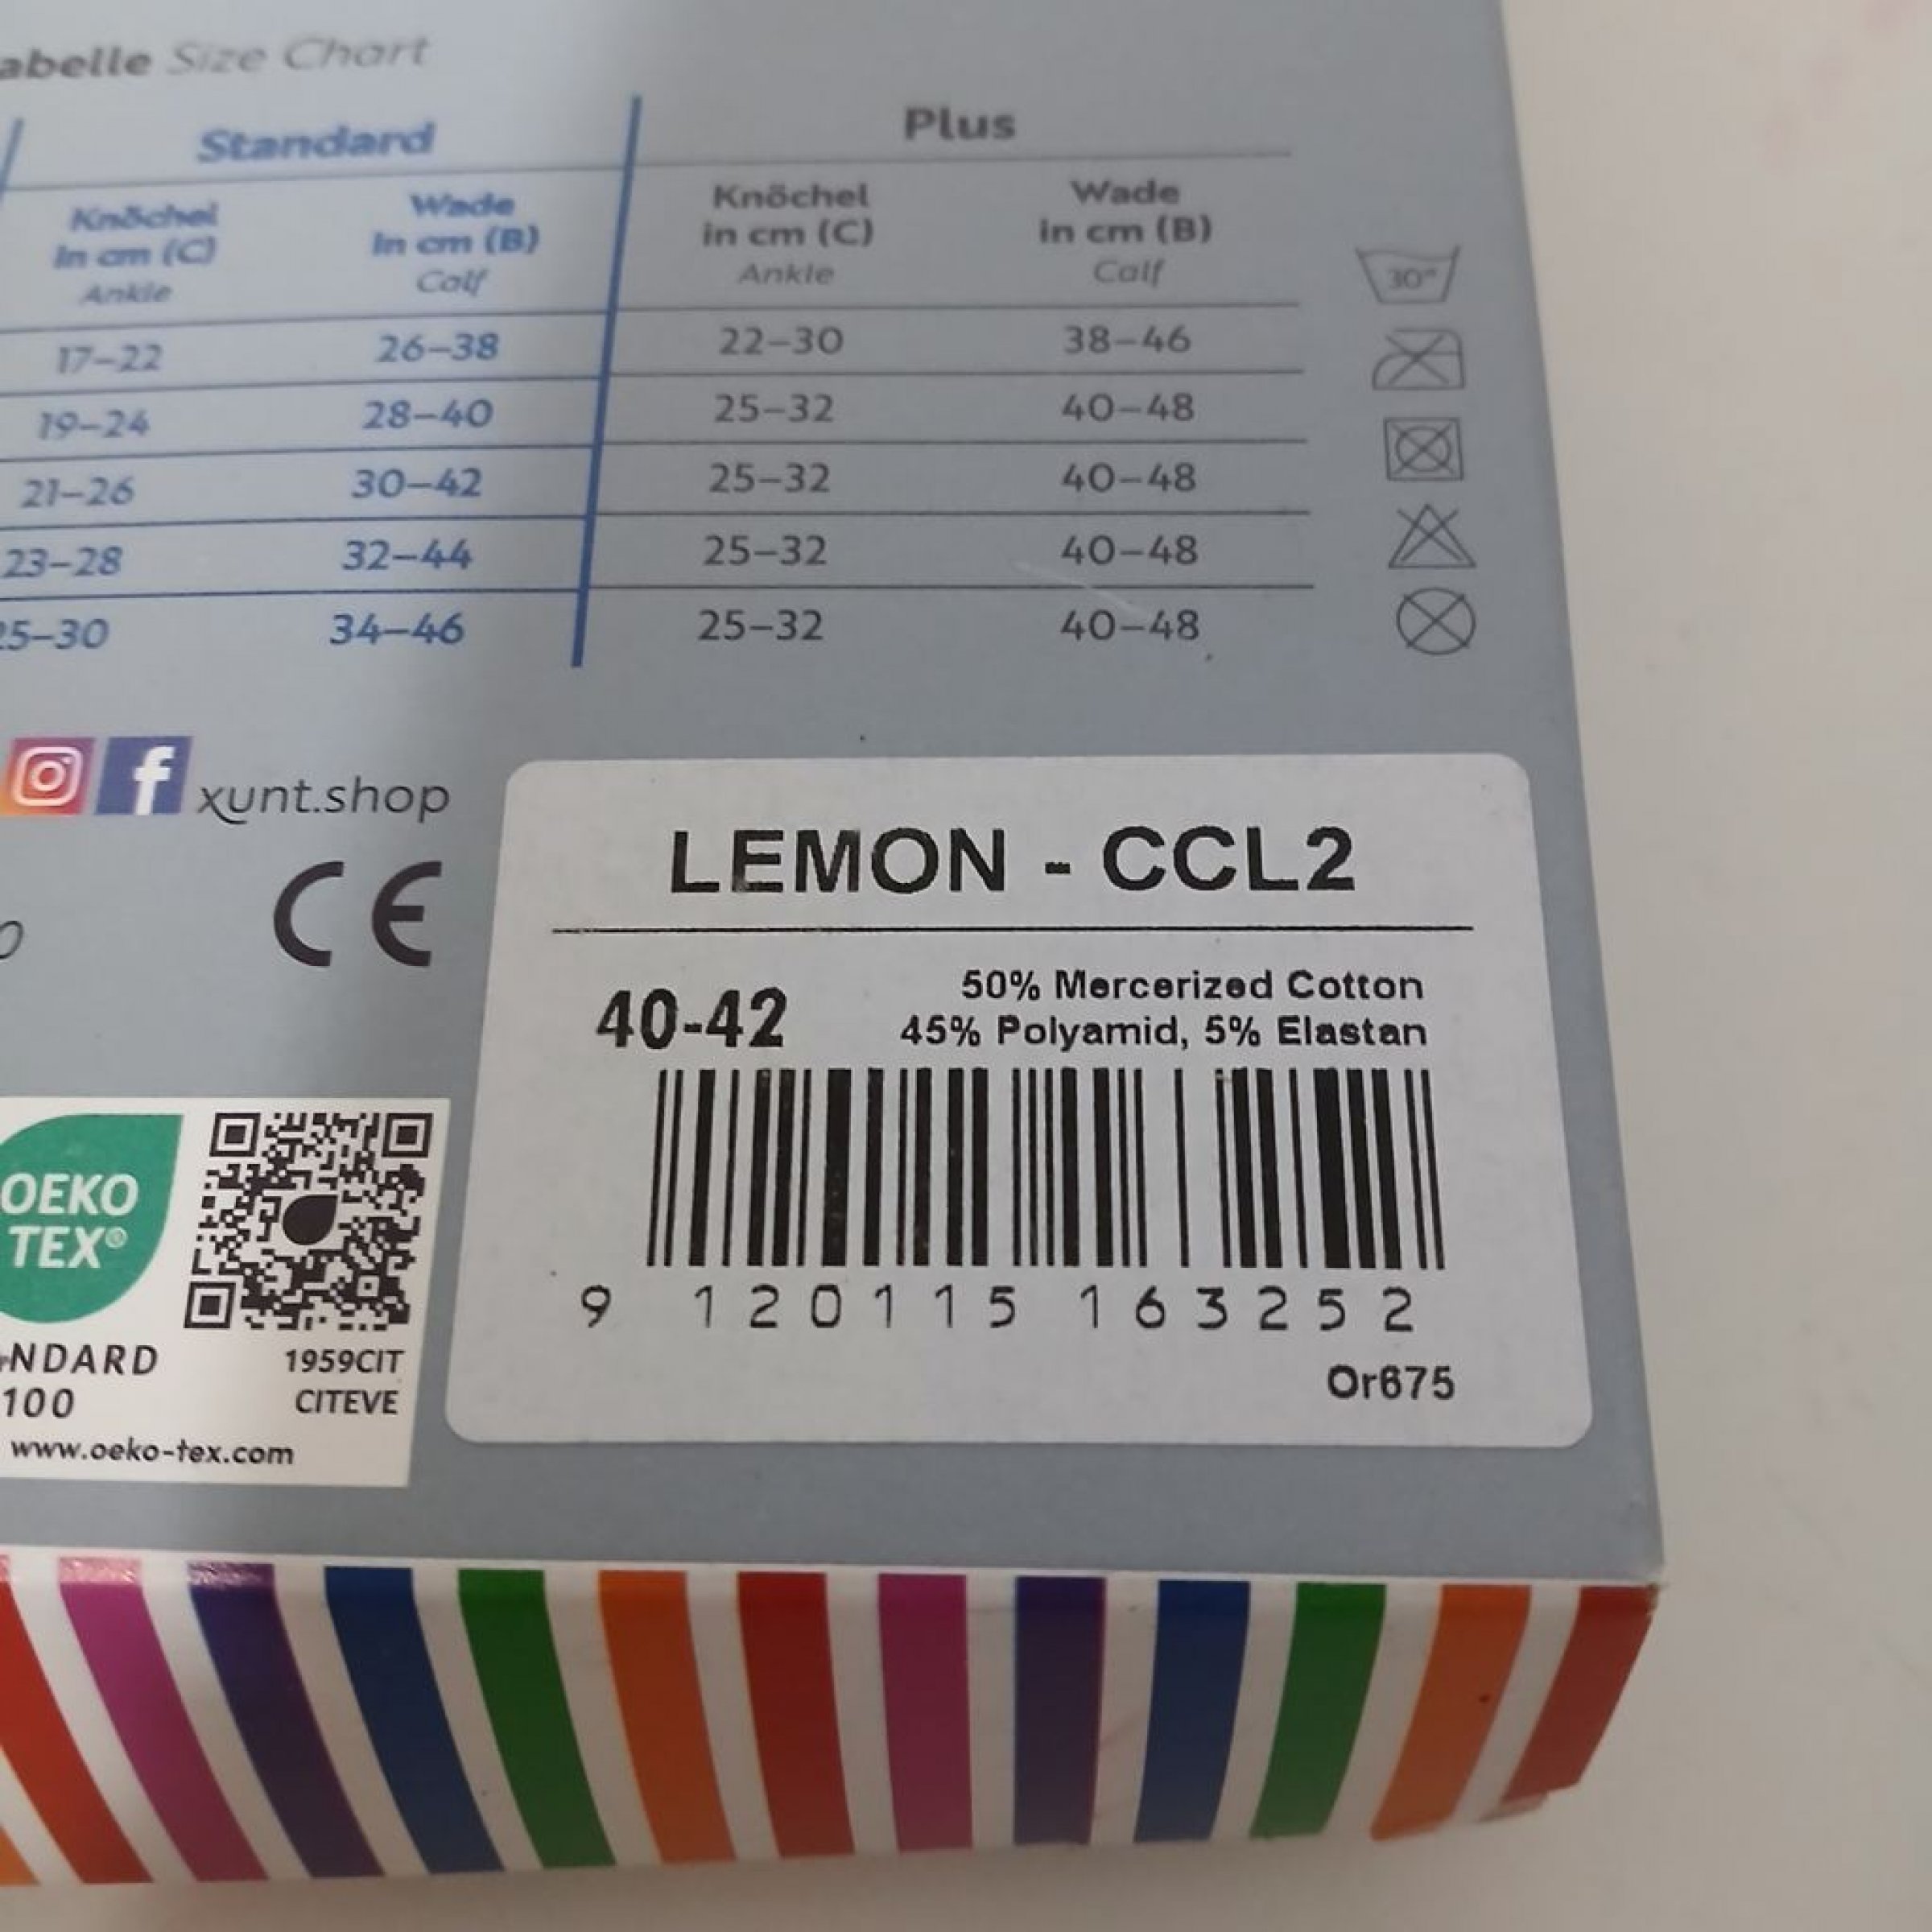 abelle Size Chart
Standard Plus
Knöchel in cm (C) Ankle Wade in cm (B) Calf Knöchel in cm (C) Ankle Wade in cm (B) Calf
30°
17–22 26–38 22–30 38–46
19–24 28–40 25–32 40–48
21–26 30–42 25–32 40–48
23–28 32–44 25–32 40–48
25–30 34–46 25–32 40–48
xunt.shop
CE
LEMON - CCL2
40-42
50% Mercerized Cotton
45% Polyamid, 5% Elastan
9 120115 163252
Or675
OEKO
TEX®
NDARD
100
1959CIT
CITEVE
www.oeko-tex.com